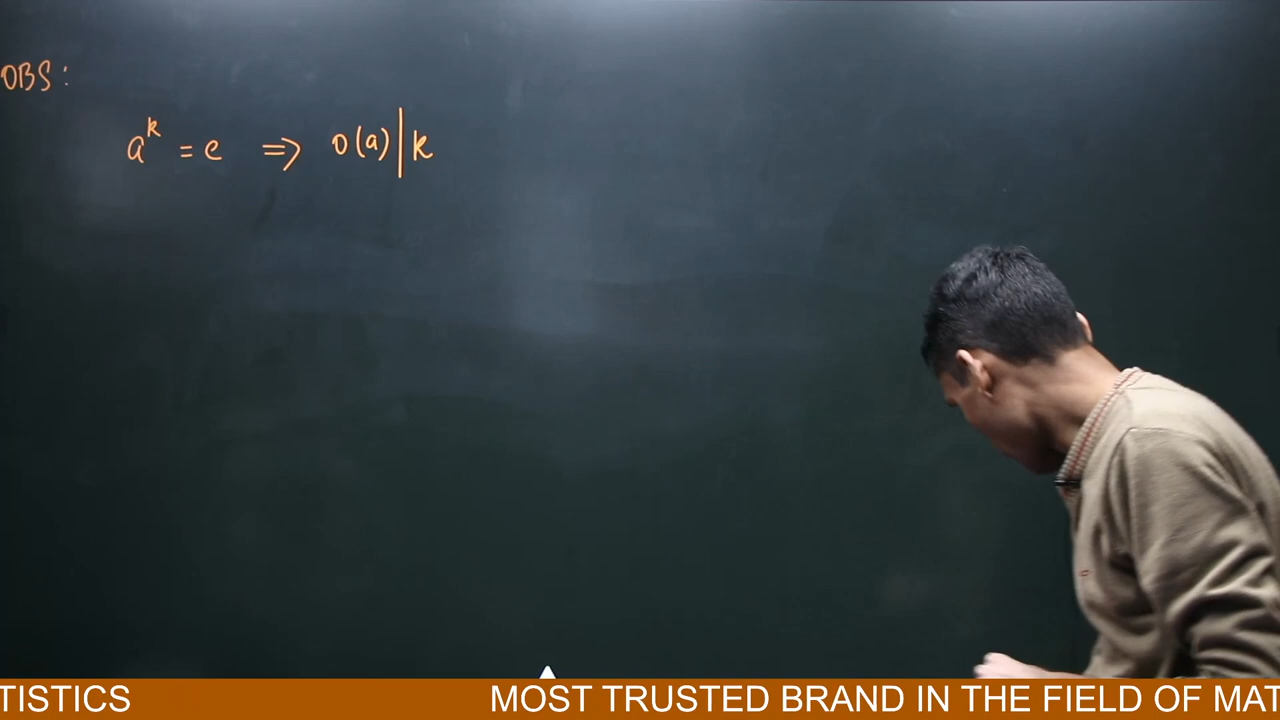 OBS:
a^k = e ⇒ o(a) | k
TISTICS MOST TRUSTED BRAND IN THE FIELD OF MAT